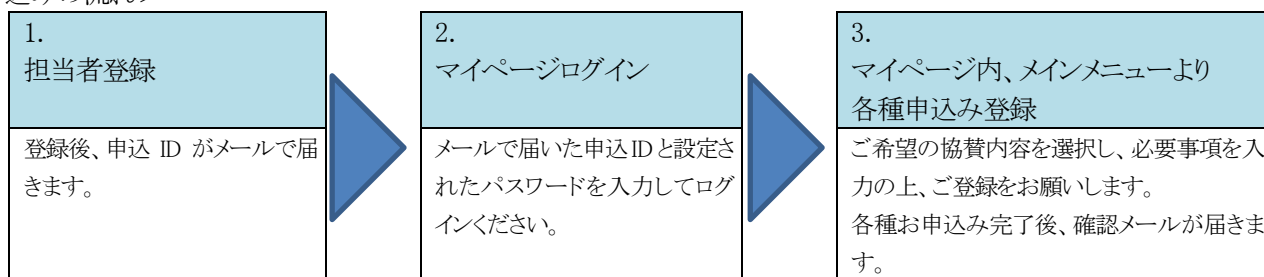 1.
担当者登録
登録後、申込 ID がメールで届
きます。
2.
マイページログイン
メールで届いた申込IDと設定さ
れたパスワードを入力してログ
インください。
3.
マイページ内、メインメニューより
各種申込み登録
ご希望の協賛内容を選択し、必要事項を入
力の上、ご登録をお願いします。
各種お申込み完了後、確認メールが届きま
す。